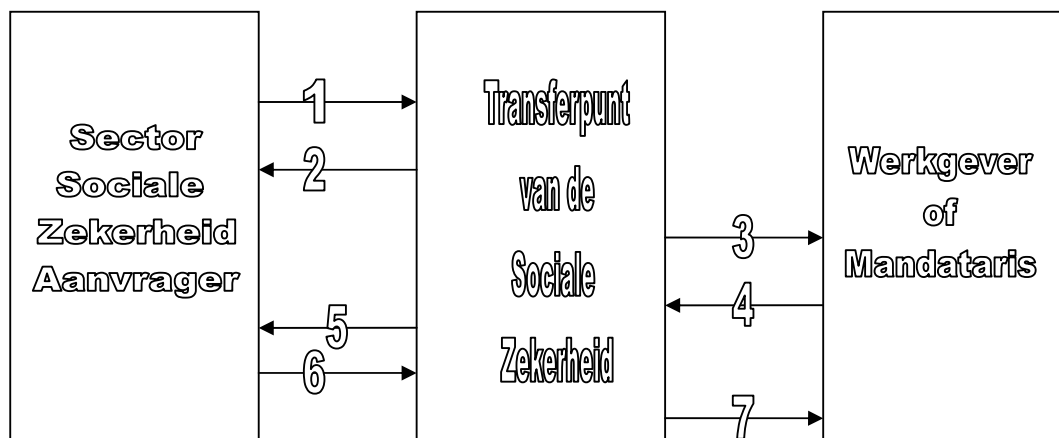 Sector
Sociale
Zekerheid
Aanvrager
1
2
5
6
Transferpunt
van de
Sociale
Zekerheid
3
4
7
Werkgever
of
Mandataris